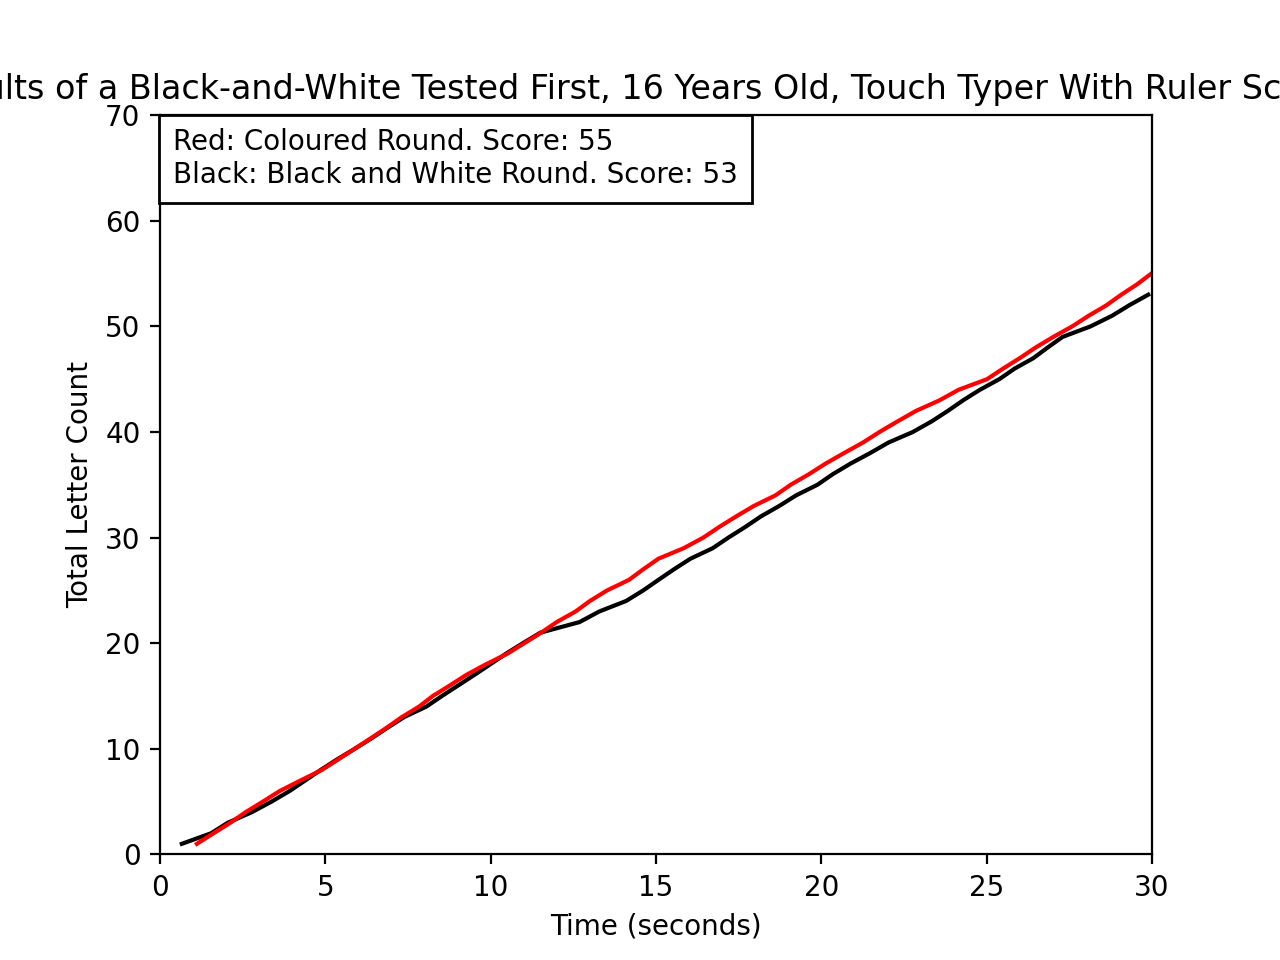 ults of a Black-and-White Tested First, 16 Years Old, Touch Typer With Ruler Sc
Red: Coloured Round. Score: 55
Black: Black and White Round. Score: 53
70
60
50
40
30
20
10
0
Total Letter Count
0 5 10 15 20 25 30
Time (seconds)